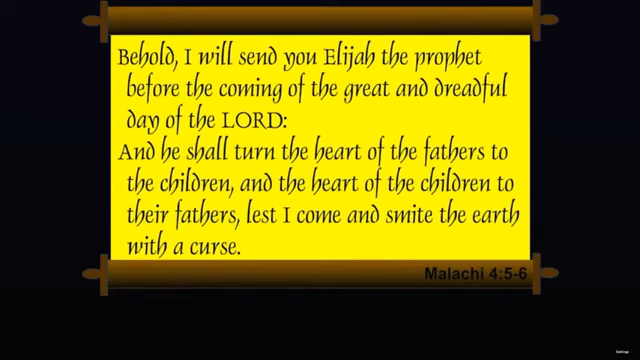 Behold, I will send you Elijah the prophet
before the coming of the great and dreadful
day of the LORD:
And he shall turn the heart of the fathers to
the children, and the heart of the children to
their fathers, lest I come and smite the earth
with a curse.
Malachi 4:5-6
Settings